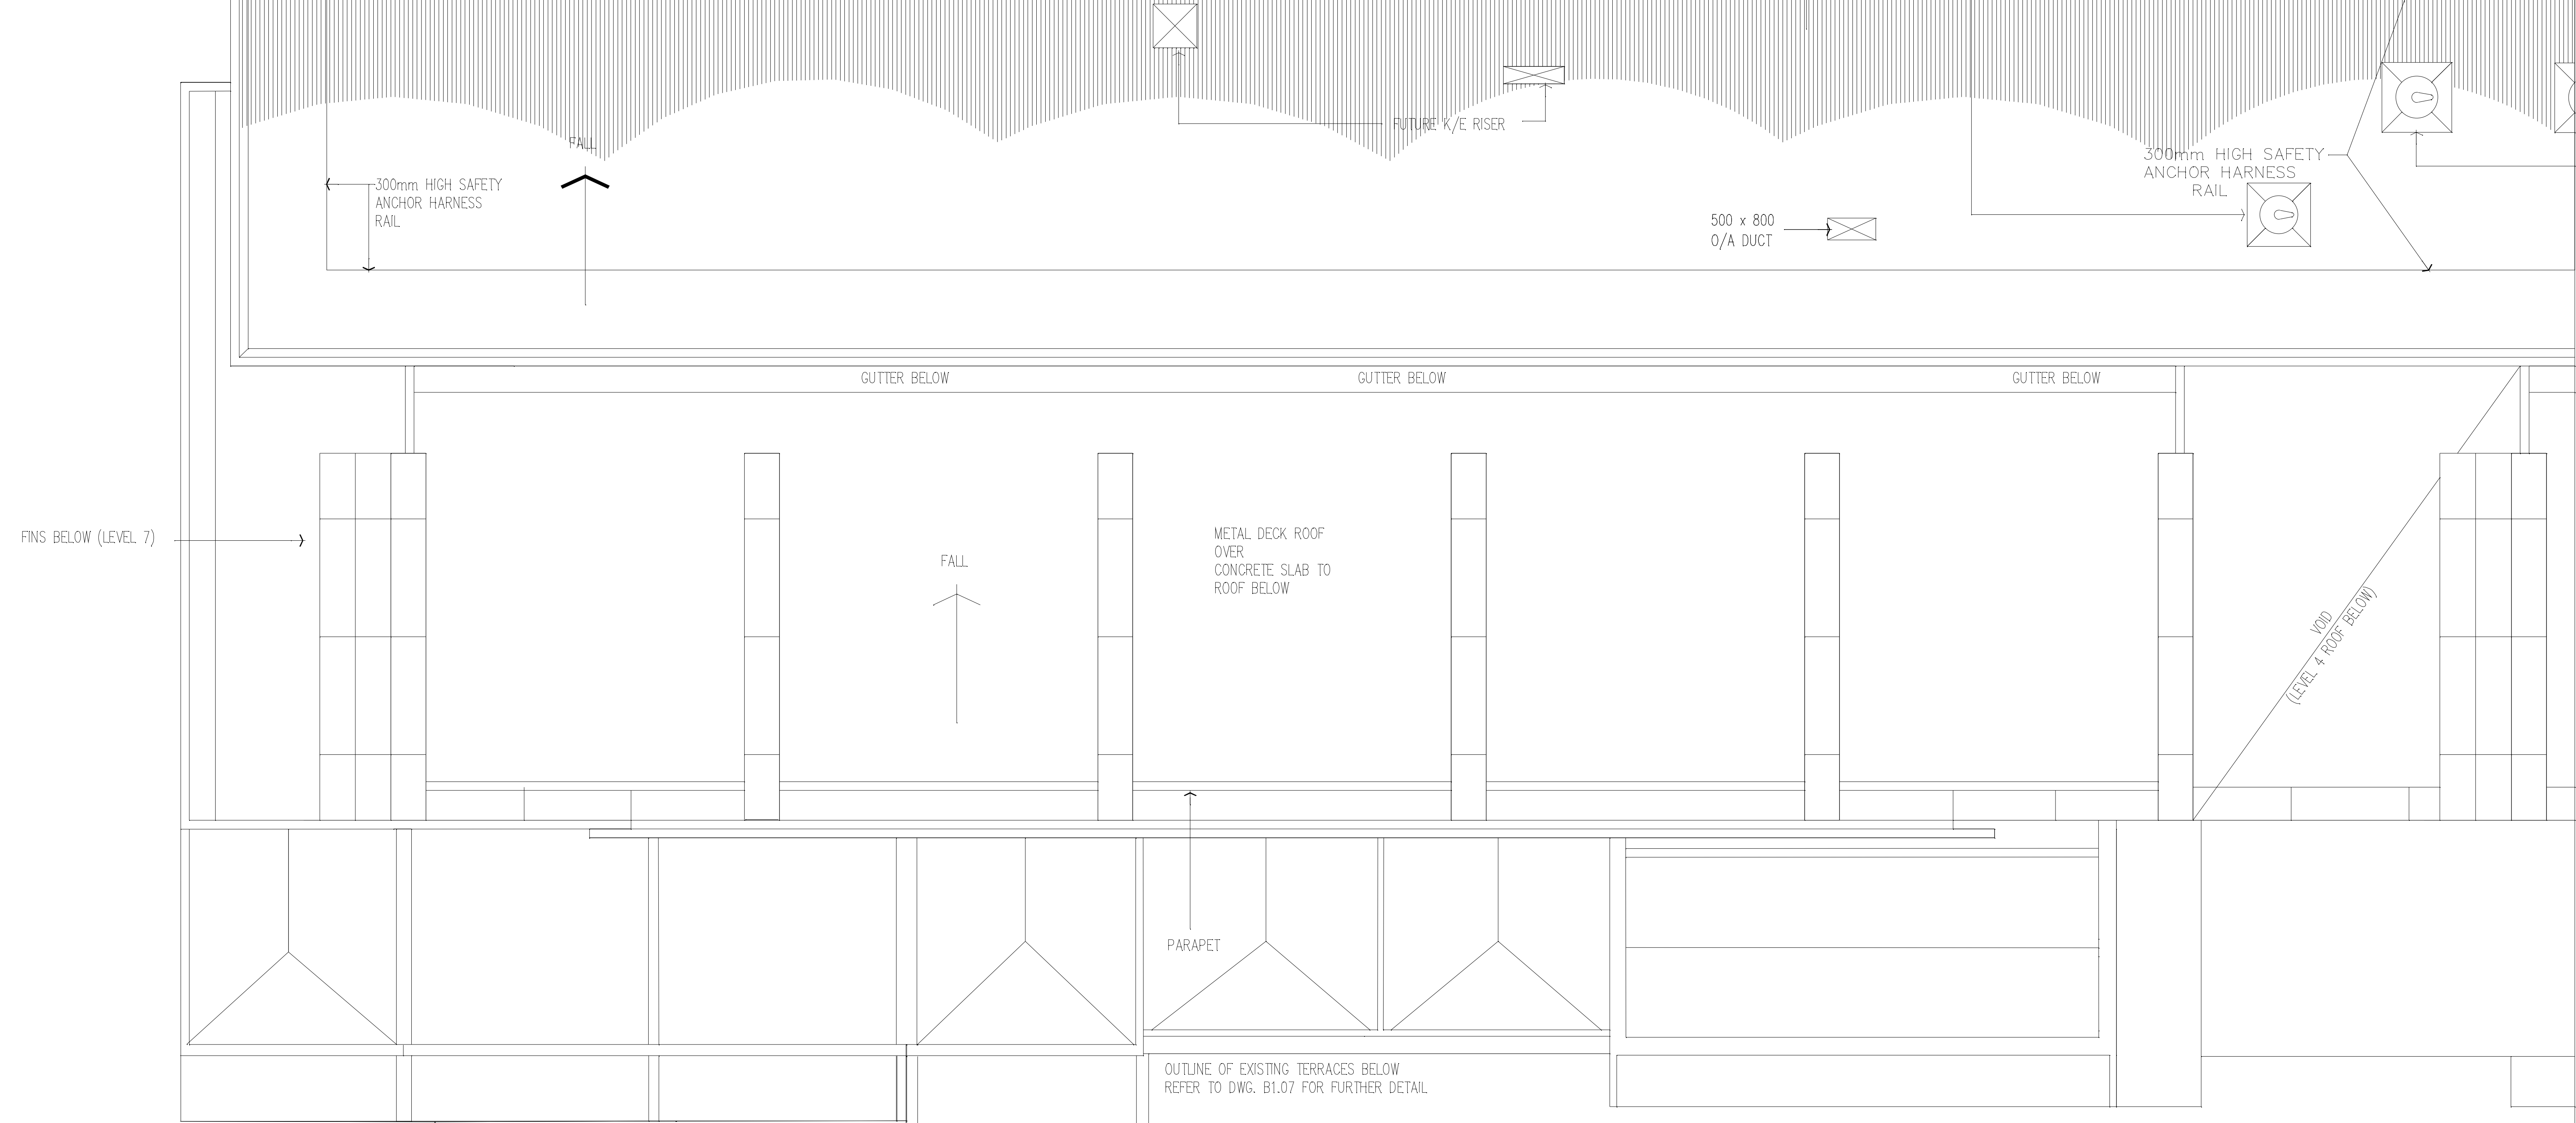 FUTURE K/E RISER
FALL
300mm HIGH SAFETY
ANCHOR HARNESS
RAIL
300mm HIGH SAFETY
ANCHOR HARNESS
RAIL
500 x 800
O/A DUCT
GUTTER BELOW
GUTTER BELOW
GUTTER BELOW
FINS BELOW (LEVEL 7)
FALL
METAL DECK ROOF
OVER
CONCRETE SLAB TO
ROOF BELOW
VOID
(LEVEL 4 ROOF BELOW)
PARAPET
OUTLINE OF EXISTING TERRACES BELOW
REFER TO DWG. B1.07 FOR FURTHER DETAIL